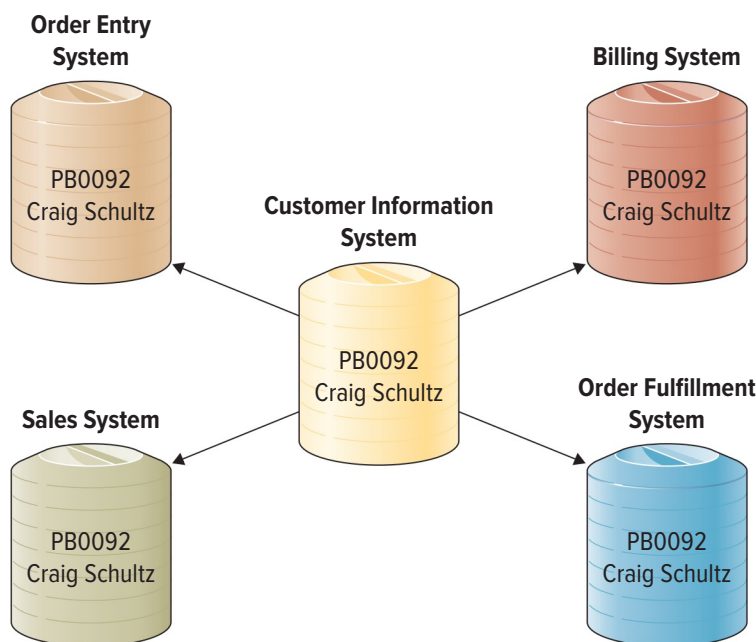 Order Entry
System
PB0092
Craig Schultz
Billing System
PB0092
Craig Schultz
Customer Information
System
PB0092
Craig Schultz
Sales System
PB0092
Craig Schultz
Order Fulfillment
System
PB0092
Craig Schultz